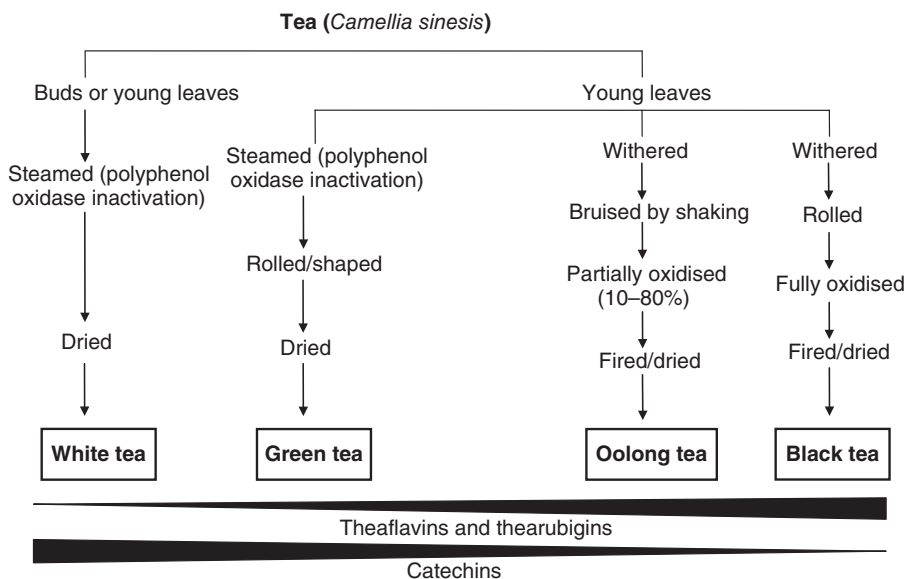 Tea (Camellia sinesis)
Buds or young leaves
Steamed (polyphenol
oxidase inactivation)
Dried
White tea
Young leaves
Steamed (polyphenol
oxidase inactivation)
Rolled/shaped
Dried
Green tea
Withered
Bruised by shaking
Partially oxidised
(10–80%)
Fired/dried
Oolong tea
Withered
Rolled
Fully oxidised
Fired/dried
Black tea
Theaflavins and thearubigins
Catechins